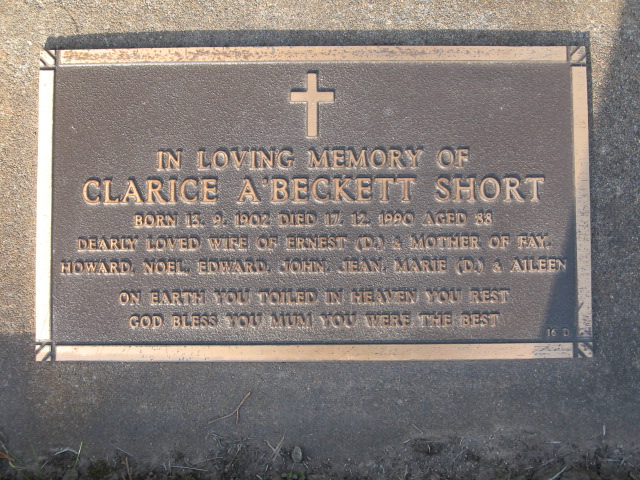 IN LOVING MEMORY OF
CLARICE A'BECKETT SHORT
BORN 13. 9. 1902 DIED 17. 12. 1990 AGED 88
DEARLY LOVED WIFE OF ERNEST (D.) & MOTHER OF FAY,
HOWARD, NOEL, EDWARD, JOHN, JEAN, MARIE (D.) & AILEEN
ON EARTH YOU TOILED IN HEAVEN YOU REST
GOD BLESS YOU MUM YOU WERE THE BEST
16 D